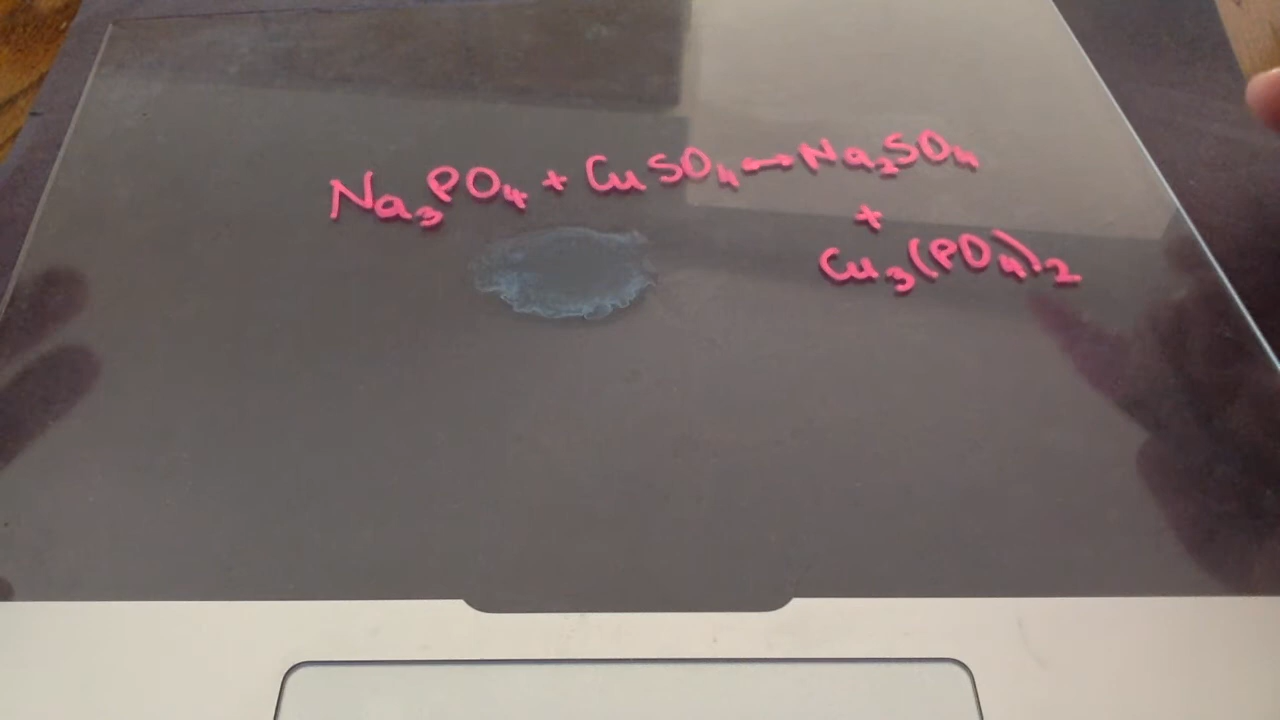 Na₃PO₄ + CuSO₄ → Na₂SO₄
+
Cu₃(PO₄)₂